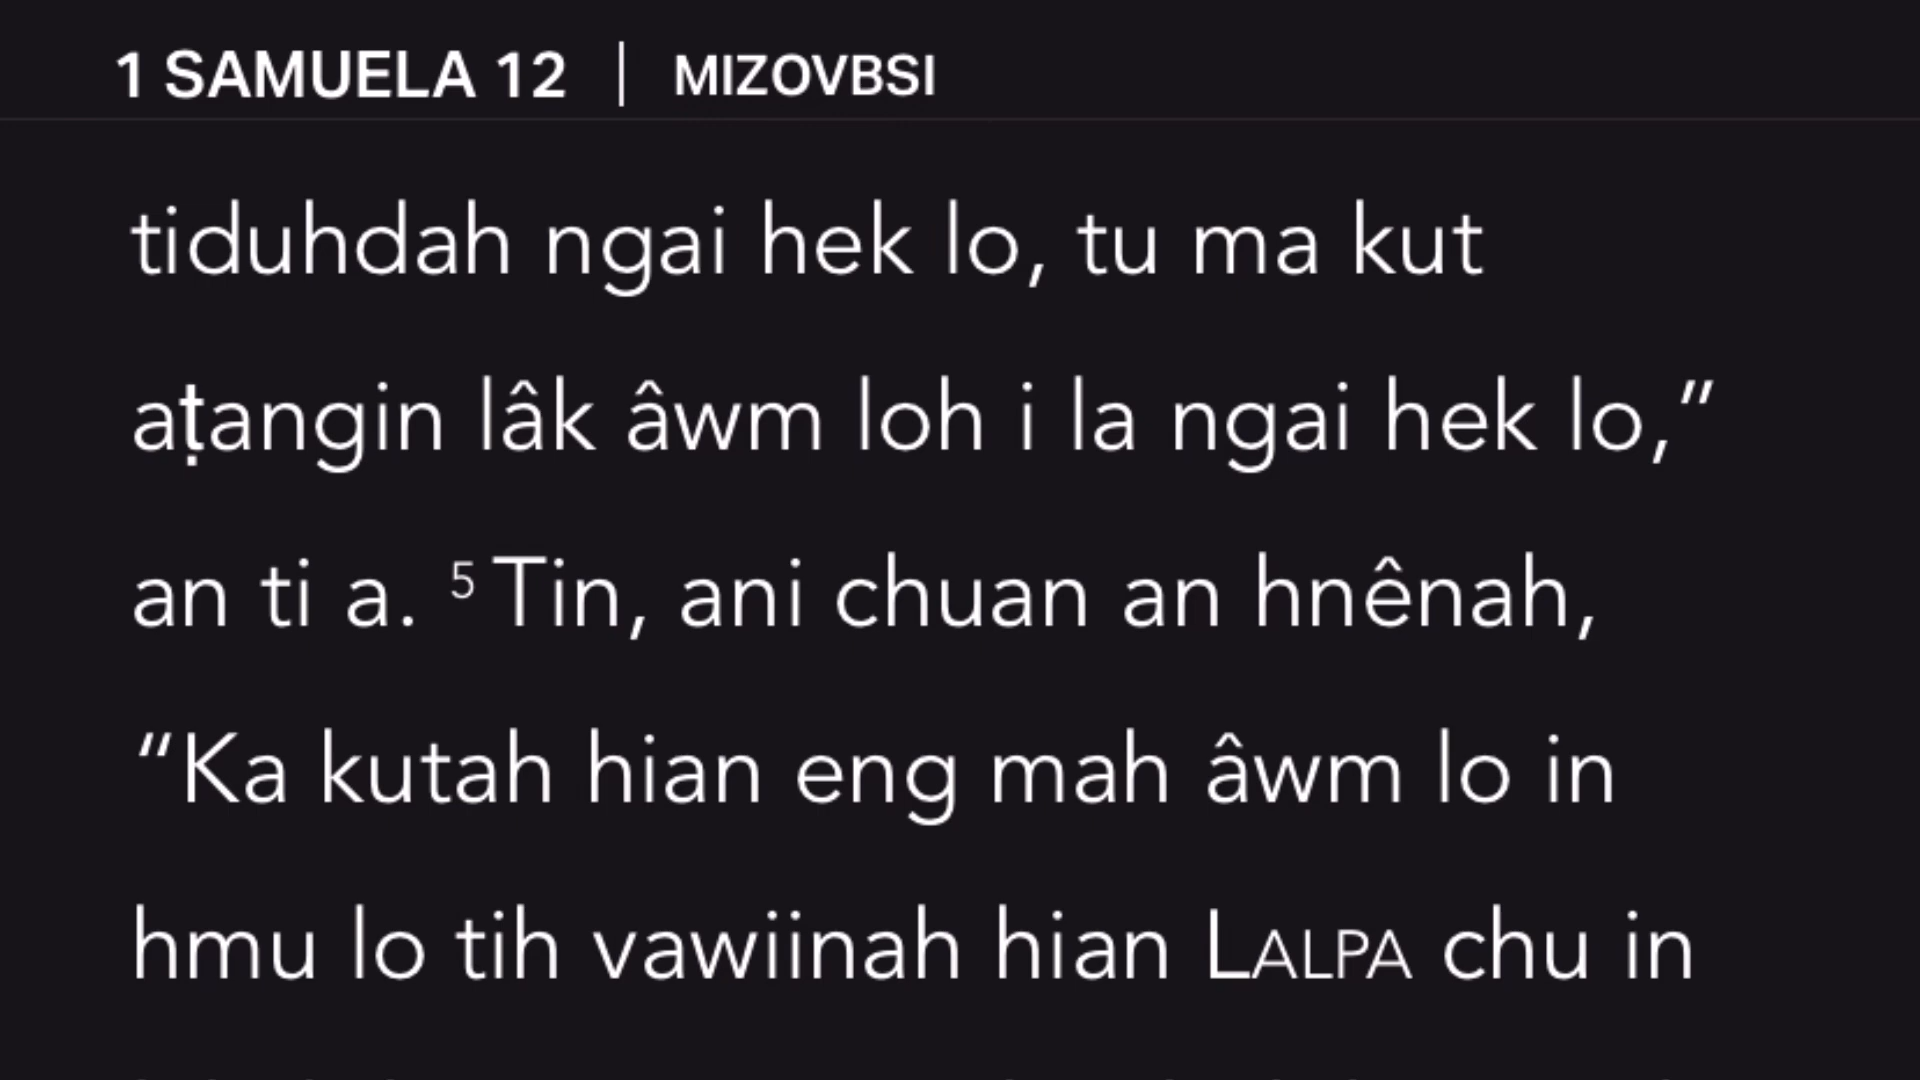 1 SAMUELA 12 | MIZOVBSI
tiduhdah ngai hek lo, tu ma kut
aṭangin lâk âwm loh i la ngai hek lo,”
an ti a. 5 Tin, ani chuan an hnênah,
“Ka kutah hian eng mah âwm lo in
hmu lo tih vawiinah hian LALPA chu in